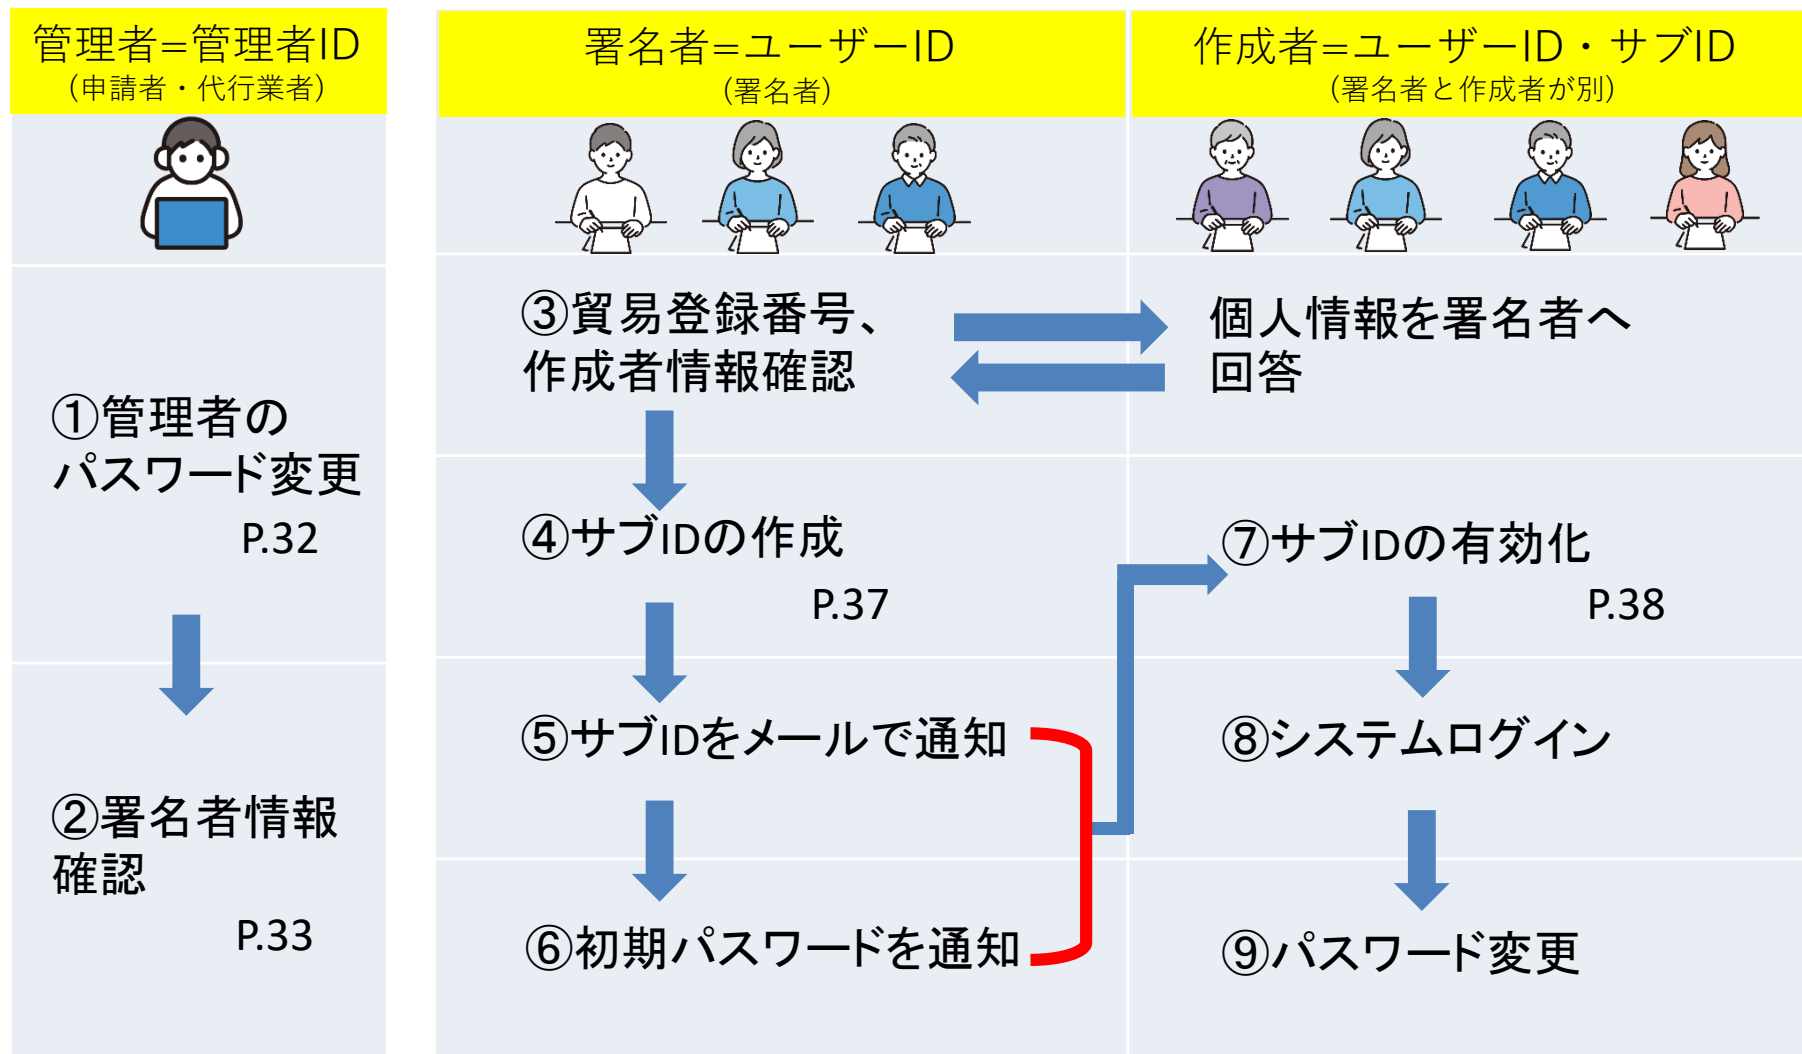 管理者=管理者ID
(申請者・代行業者)
署名者=ユーザーID
(署名者)
作成者=ユーザーID・サブID
(署名者と作成者が別)
①管理者の
パスワード変更
P.32
②署名者情報
確認
P.33
③貿易登録番号、
作成者情報確認
個人情報を署名者へ
回答
④サブIDの作成
P.37
⑤サブIDをメールで通知
⑥初期パスワードを通知
⑦サブIDの有効化
P.38
⑧システムログイン
⑨パスワード変更